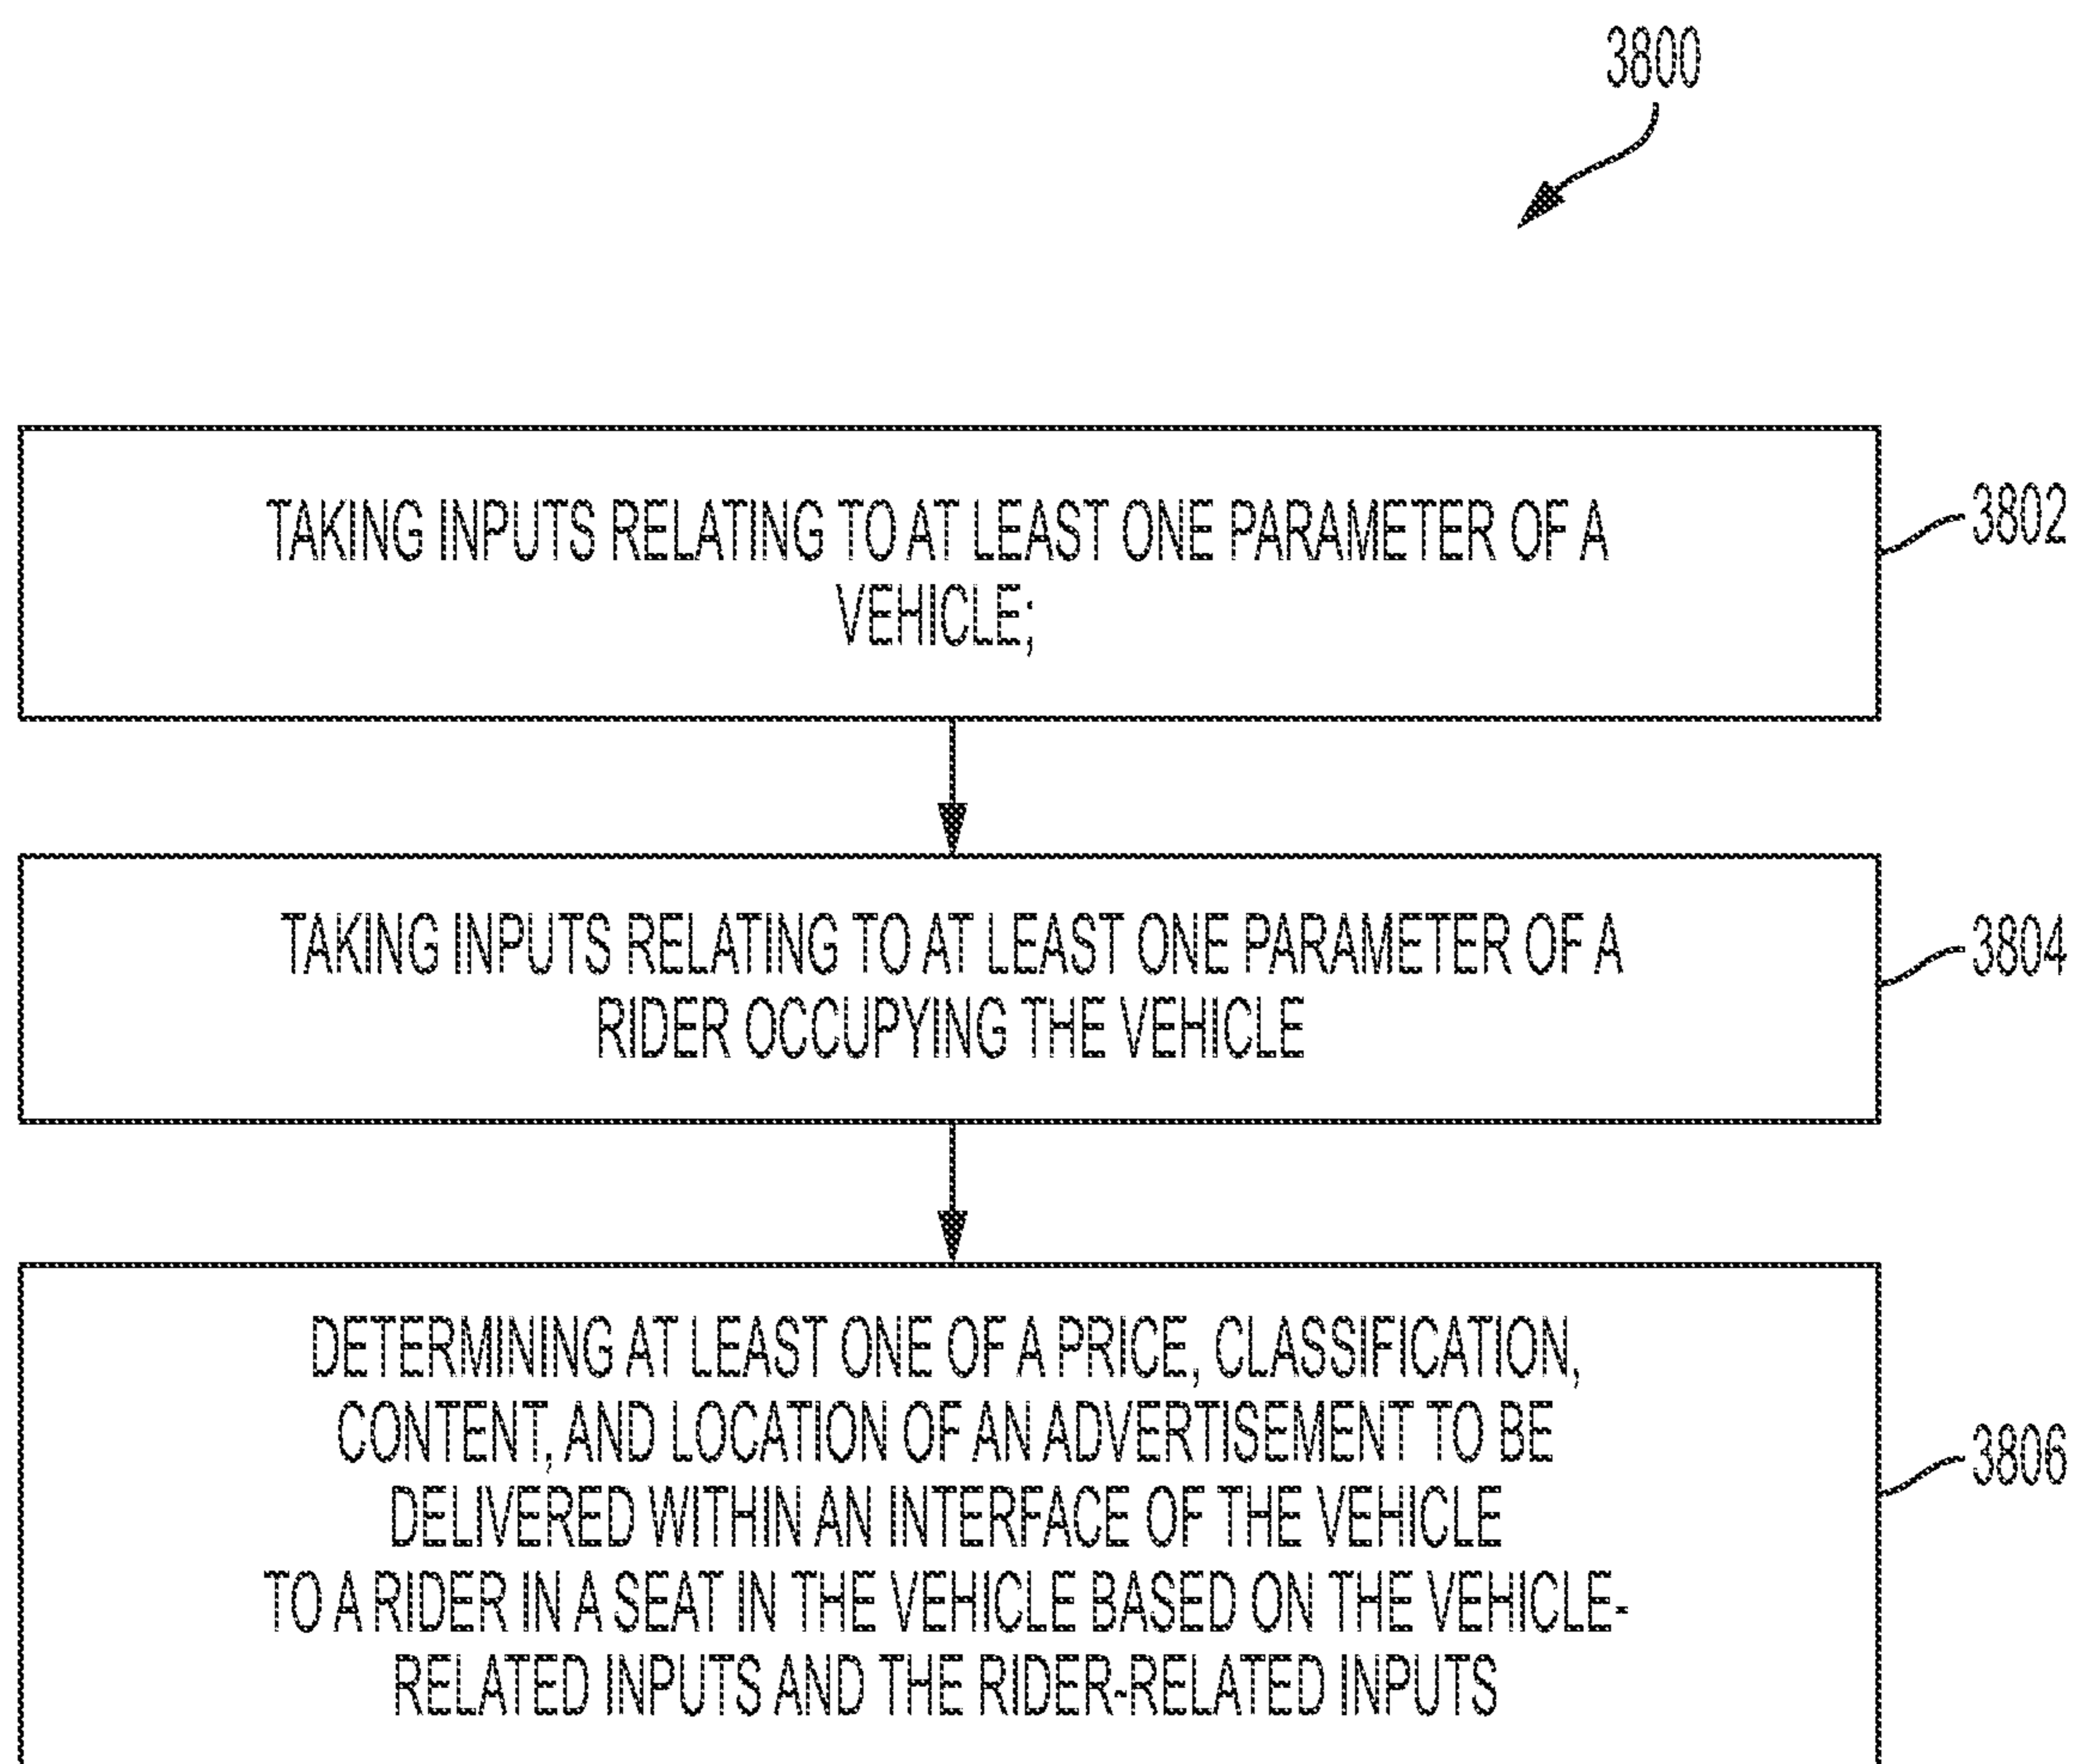 3800
TAKING INPUTS RELATING TO AT LEAST ONE PARAMETER OF A
VEHICLE;
3802
TAKING INPUTS RELATING TO AT LEAST ONE PARAMETER OF A
RIDER OCCUPYING THE VEHICLE
3804
DETERMINING AT LEAST ONE OF A PRICE, CLASSIFICATION,
CONTENT, AND LOCATION OF AN ADVERTISEMENT TO BE
DELIVERED WITHIN AN INTERFACE OF THE VEHICLE
TO A RIDER IN A SEAT IN THE VEHICLE BASED ON THE VEHICLE-
RELATED INPUTS AND THE RIDER-RELATED INPUTS
3806